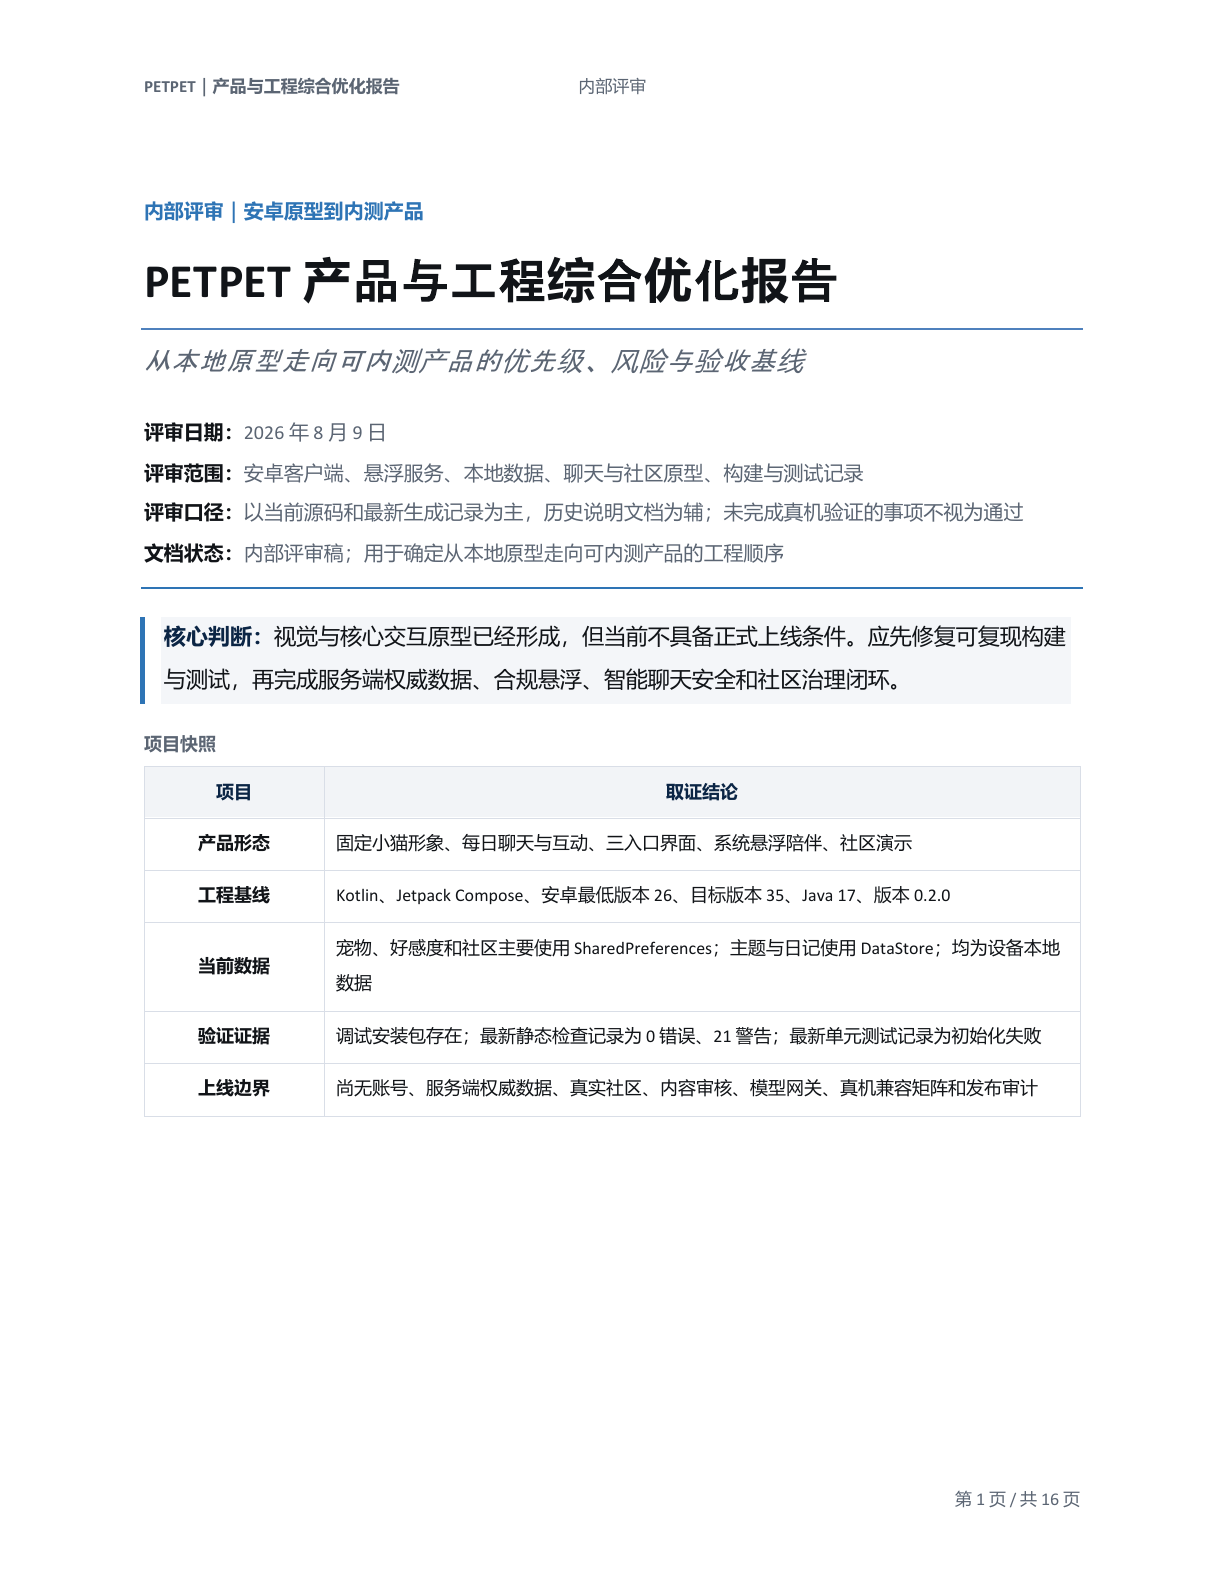 PETPET｜产品与工程综合优化报告 内部评审
内部评审｜安卓原型到内测产品
PETPET 产品与工程综合优化报告
从本地原型走向可内测产品的优先级、风险与验收基线
评审日期：2026 年 8 月 9 日
评审范围：安卓客户端、悬浮服务、本地数据、聊天与社区原型、构建与测试记录
评审口径：以当前源码和最新生成记录为主，历史说明文档为辅；未完成真机验证的事项不视为通过
文档状态：内部评审稿；用于确定从本地原型走向可内测产品的工程顺序
核心判断：视觉与核心交互原型已经形成，但当前不具备正式上线条件。应先修复可复现构建
与测试，再完成服务端权威数据、合规悬浮、智能聊天安全和社区治理闭环。
项目快照
项目 取证结论
产品形态 固定小猫形象、每日聊天与互动、三入口界面、系统悬浮陪伴、社区演示
工程基线 Kotlin、Jetpack Compose、安卓最低版本 26、目标版本 35、Java 17、版本 0.2.0
当前数据 宠物、好感度和社区主要使用 SharedPreferences；主题与日记使用 DataStore；均为设备本地
数据
验证证据 调试安装包存在；最新静态检查记录为 0 错误、21 警告；最新单元测试记录为初始化失败
上线边界 尚无账号、服务端权威数据、真实社区、内容审核、模型网关、真机兼容矩阵和发布审计
第 1 页 / 共 16 页